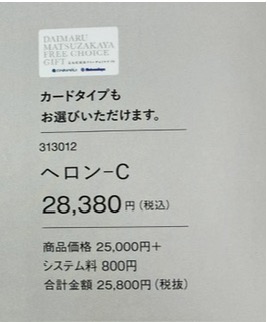 DAIMARU
MATSUZAKAYA
FREE CHOICE
GIFT
カードタイプも
お選びいただけます。
313012
ヘロン-C
28,380円(税込)
商品価格 25,000円+
システム料 800円
合計金額 25,800円(税抜)